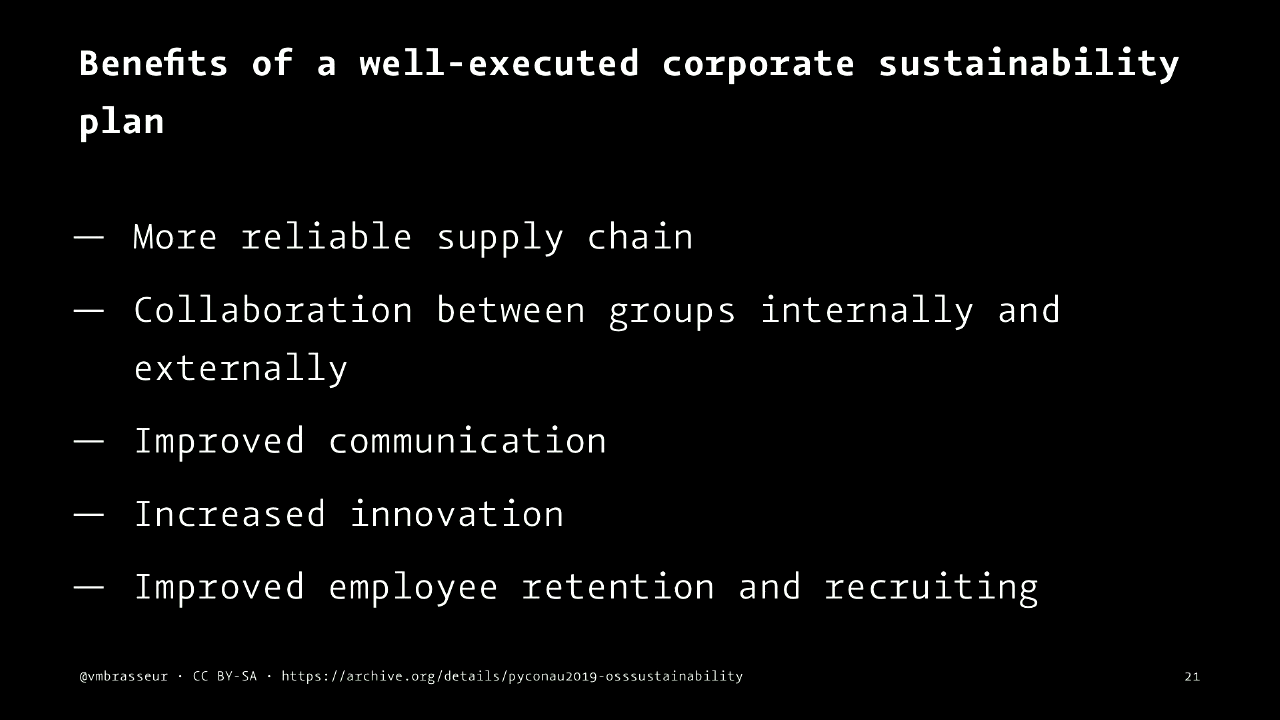 Benefits of a well-executed corporate sustainability
plan
— More reliable supply chain
— Collaboration between groups internally and
externally
— Improved communication
— Increased innovation
— Improved employee retention and recruiting
@vmbrasseur · CC BY-SA · https://archive.org/details/pyconau2019-osssustainability 21